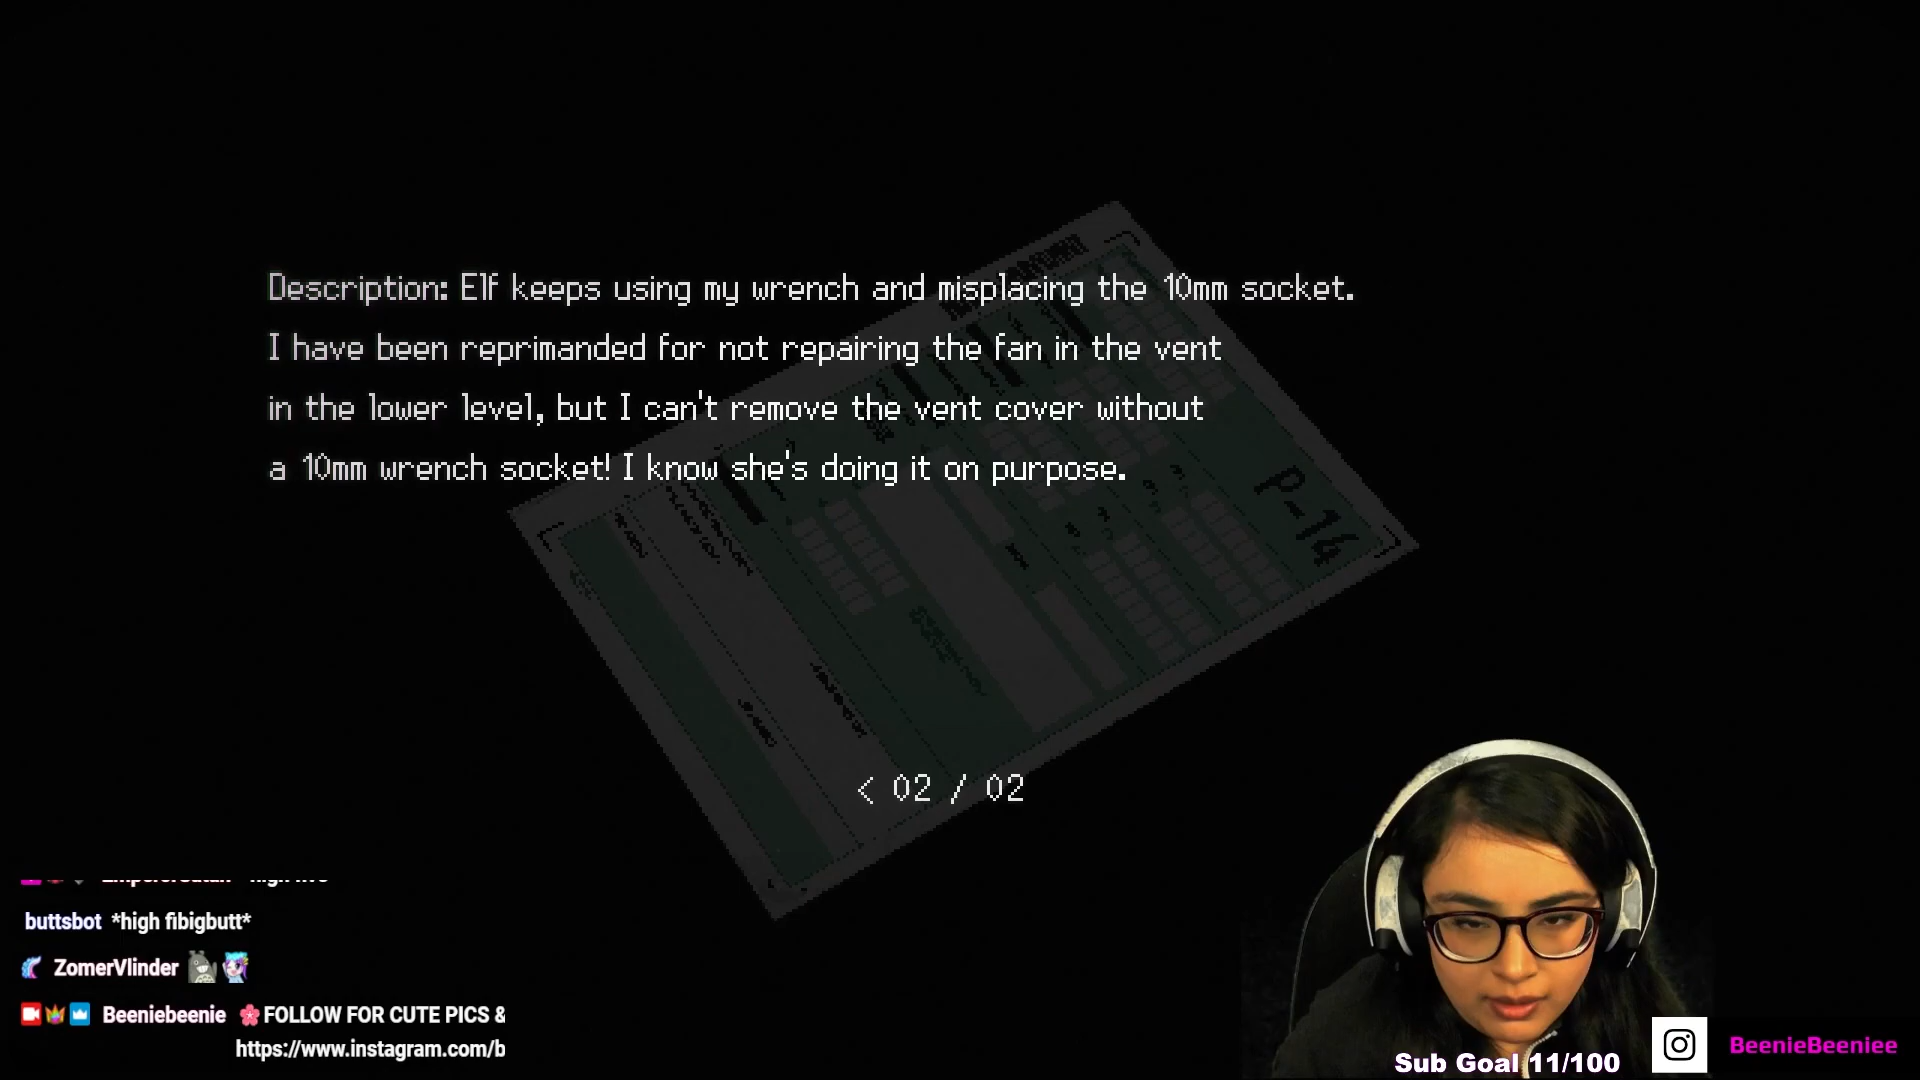 Description: Elf keeps using my wrench and misplacing the 10mm socket.
I have been reprimanded for not repairing the fan in the vent
in the lower level, but I can't remove the vent cover without
a 10mm wrench socket! I know she's doing it on purpose.
P-14
< 02 / 02
buttsbot *high fibigbutt*
ZomerVlinder
Beeniebeenie 🌸FOLLOW FOR CUTE PICS &
https://www.instagram.com/b
Sub Goal 11/100
BeenieBeeniee